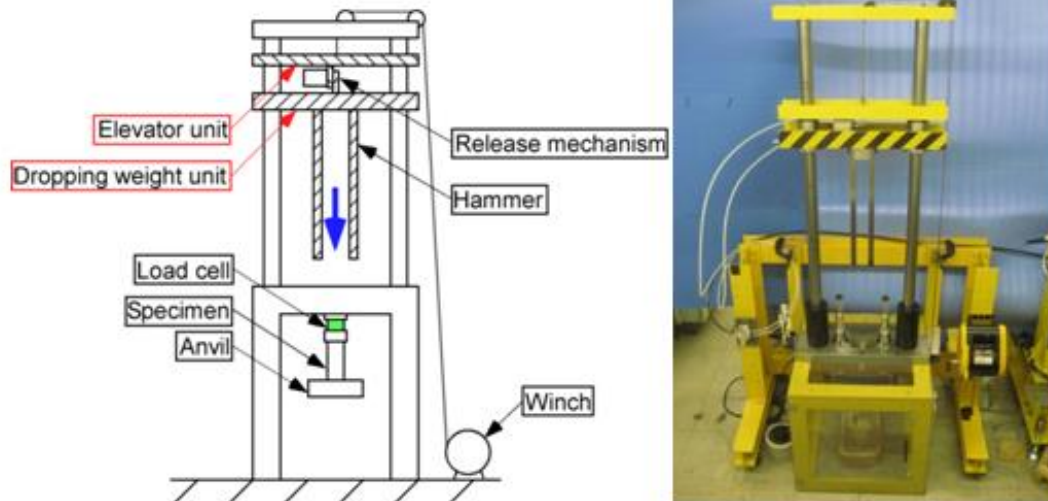 Elevator unit
Release mechanism
Dropping weight unit
Hammer
Load cell
Specimen
Anvil
Winch